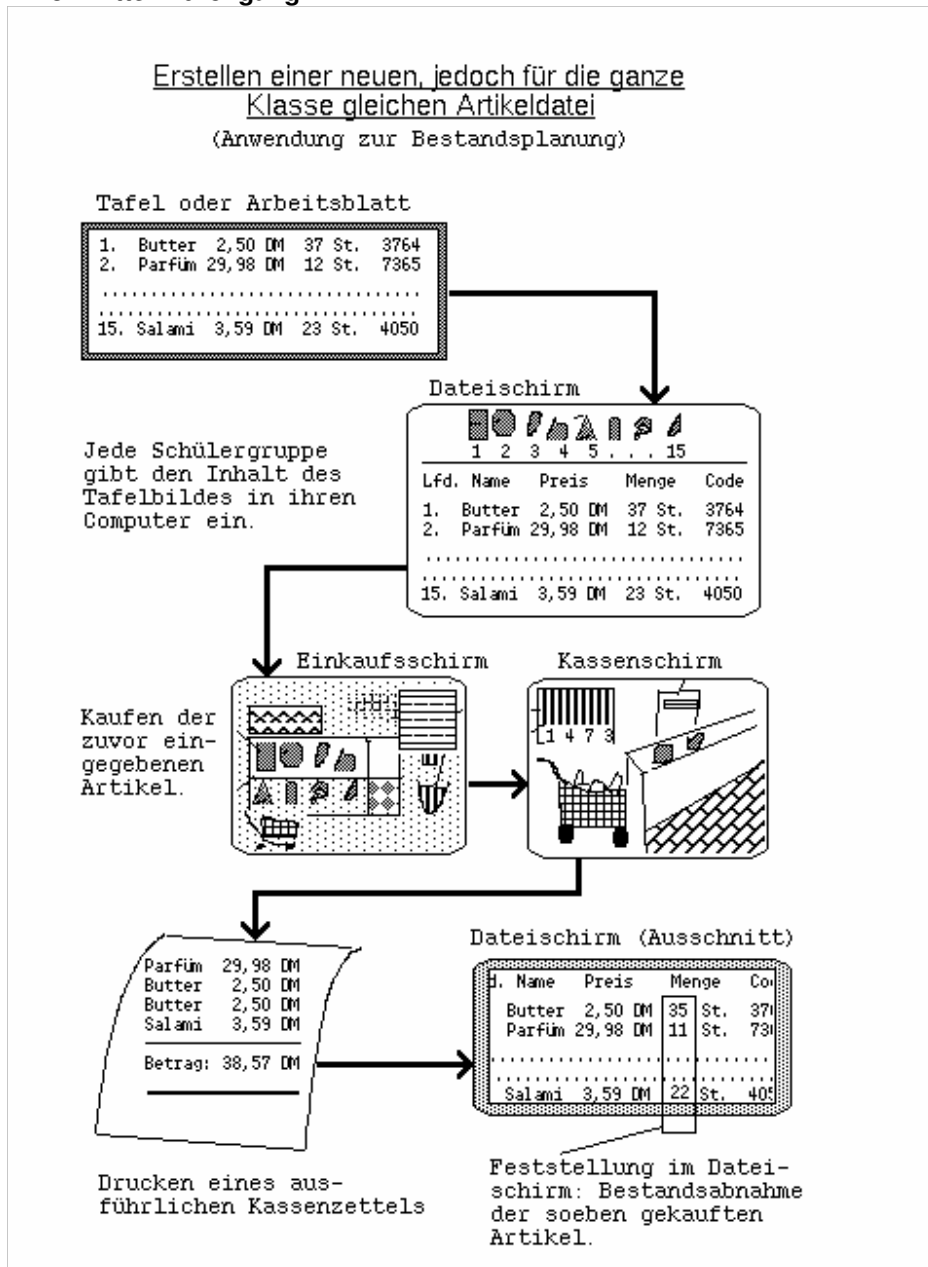 Erstellen einer neuen, jedoch für die ganze
Klasse gleichen Artikeldatei
(Anwendung zur Bestandsplanung)
Tafel oder Arbeitsblatt
1. Butter 2,50 DM 37 St. 3764
2. Parfüm 29,98 DM 12 St. 7365
..................................
..................................
15. Salami 3,59 DM 23 St. 4050
Dateischirm
1 2 3 4 5 . . . 15
Lfd. Name Preis Menge Code
1. Butter 2,50 DM 37 St. 3764
2. Parfüm 29,98 DM 12 St. 7365
..................................
..................................
15. Salami 3,59 DM 23 St. 4050
Jede Schülergruppe
gibt den Inhalt des
Tafelbildes in ihren
Computer ein.
Einkaufsschirm
Kassenschirm
Kaufen der
zuvor ein-
gegebenen
Artikel.
1 4 7 3
Parfüm 29,98 DM
Butter 2,50 DM
Butter 2,50 DM
Salami 3,59 DM
Betrag: 38,57 DM
Drucken eines aus-
führlichen Kassenzettels
Dateischirm (Ausschnitt)
d. Name Preis Menge Co
Butter 2,50 DM 35 St. 37
Parfüm 29,98 DM 11 St. 73
..................................
..................................
Salami 3,59 DM 22 St. 405
Feststellung im Datei-
schirm: Bestandsabnahme
der soeben gekauften
Artikel.